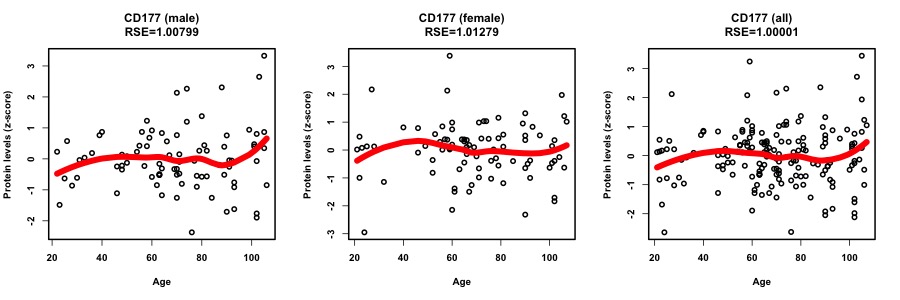 CD177 (male)
RSE=1.00799
Protein levels (z-score)
3
2
1
0
-1
-2
20 40 60 80 100
Age
CD177 (female)
RSE=1.01279
Protein levels (z-score)
3
2
1
0
-1
-2
-3
20 40 60 80 100
Age
CD177 (all)
RSE=1.00001
Protein levels (z-score)
3
2
1
0
-1
-2
20 40 60 80 100
Age